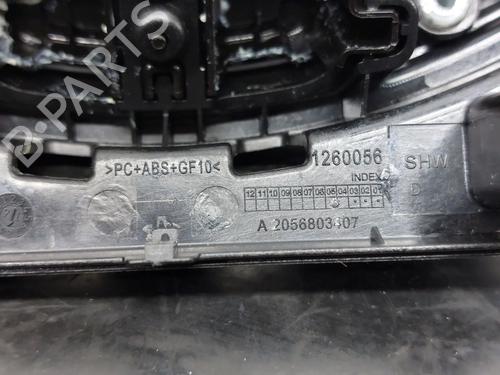 B-PARTS
>PC+ABS+GF10<
1260056
SHW
INDEX
D
12 11 10 09 08 07 06 05 04 03 02 01
A 2056803407